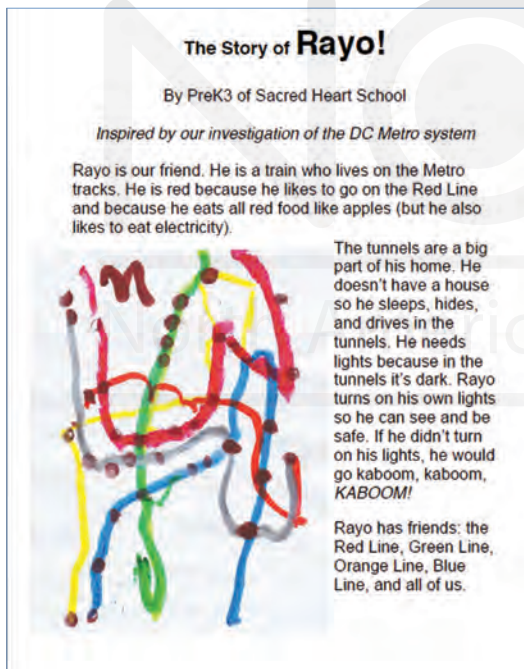 The Story of Rayo!
By PreK3 of Sacred Heart School
Inspired by our investigation of the DC Metro system
Rayo is our friend. He is a train who lives on the Metro
tracks. He is red because he likes to go on the Red Line
and because he eats all red food like apples (but he also
likes to eat electricity).
The tunnels are a big
part of his home. He
doesn't have a house
so he sleeps, hides,
and drives in the
tunnels. He needs
lights because in the
tunnels it's dark. Rayo
turns on his own lights
so he can see and be
safe. If he didn't turn
on his lights, he would
go kaboom, kaboom,
KABOOM!
Rayo has friends: the
Red Line, Green Line,
Orange Line, Blue
Line, and all of us.
M